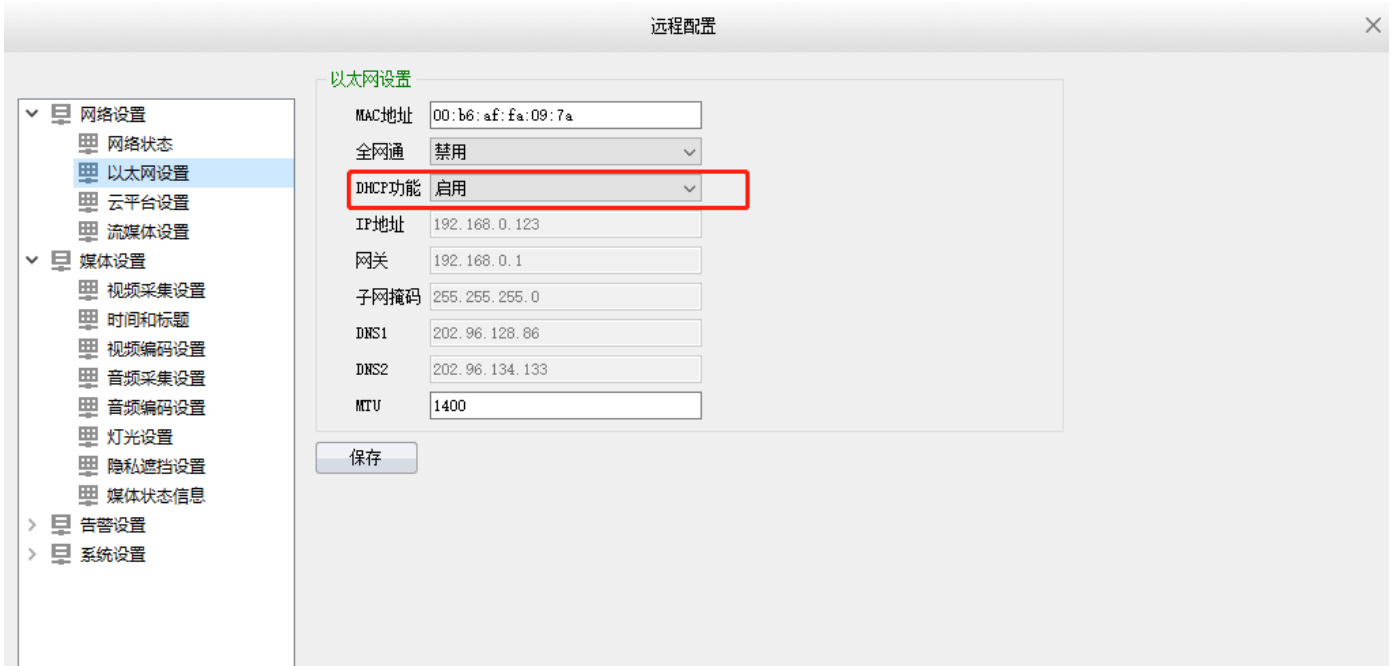 远程配置
网络设置
网络状态
以太网设置
云平台设置
流媒体设置
媒体设置
视频采集设置
时间和标题
视频编码设置
音频采集设置
音频编码设置
灯光设置
隐私遮挡设置
媒体状态信息
告警设置
系统设置
以太网设置
MAC地址 00:b6:af:fa:09:7a
全网通 禁用
DHCP功能 启用
IP地址 192.168.0.123
网关 192.168.0.1
子网掩码 255.255.255.0
DNS1 202.96.128.86
DNS2 202.96.134.133
MTU 1400
保存